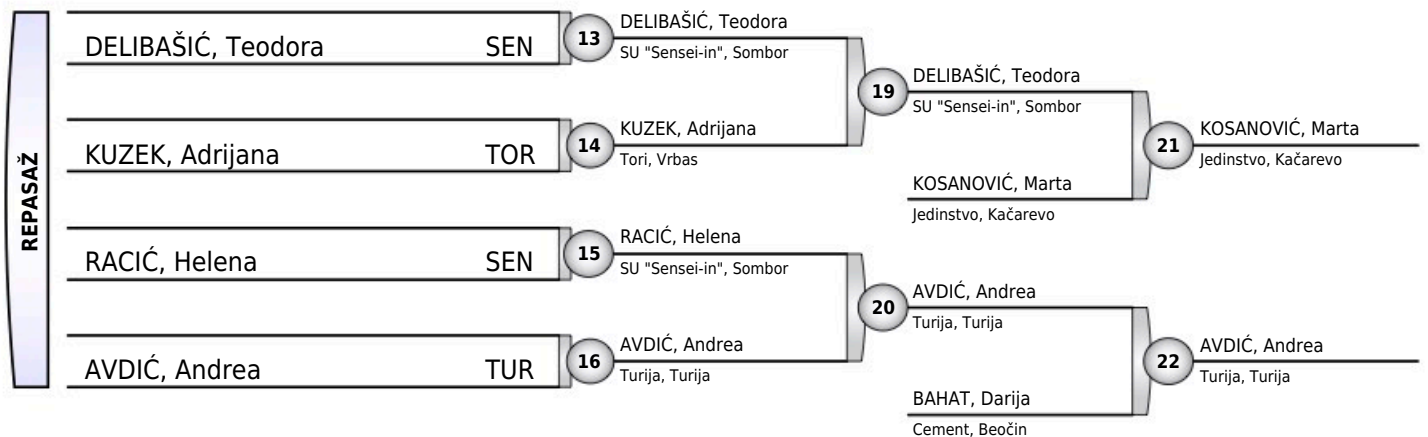 REPASAŽ
DELIBAŠIĆ, Teodora SEN
13
DELIBAŠIĆ, Teodora
SU "Sensei-in", Sombor
KUZEK, Adrijana TOR
14
KUZEK, Adrijana
Tori, Vrbas
19
DELIBAŠIĆ, Teodora
SU "Sensei-in", Sombor
KOSANOVIĆ, Marta
Jedinstvo, Kačarevo
21
KOSANOVIĆ, Marta
Jedinstvo, Kačarevo
RACIĆ, Helena SEN
15
RACIĆ, Helena
SU "Sensei-in", Sombor
AVDIĆ, Andrea TUR
16
AVDIĆ, Andrea
Turija, Turija
20
AVDIĆ, Andrea
Turija, Turija
BAHAT, Darija
Cement, Beočin
22
AVDIĆ, Andrea
Turija, Turija